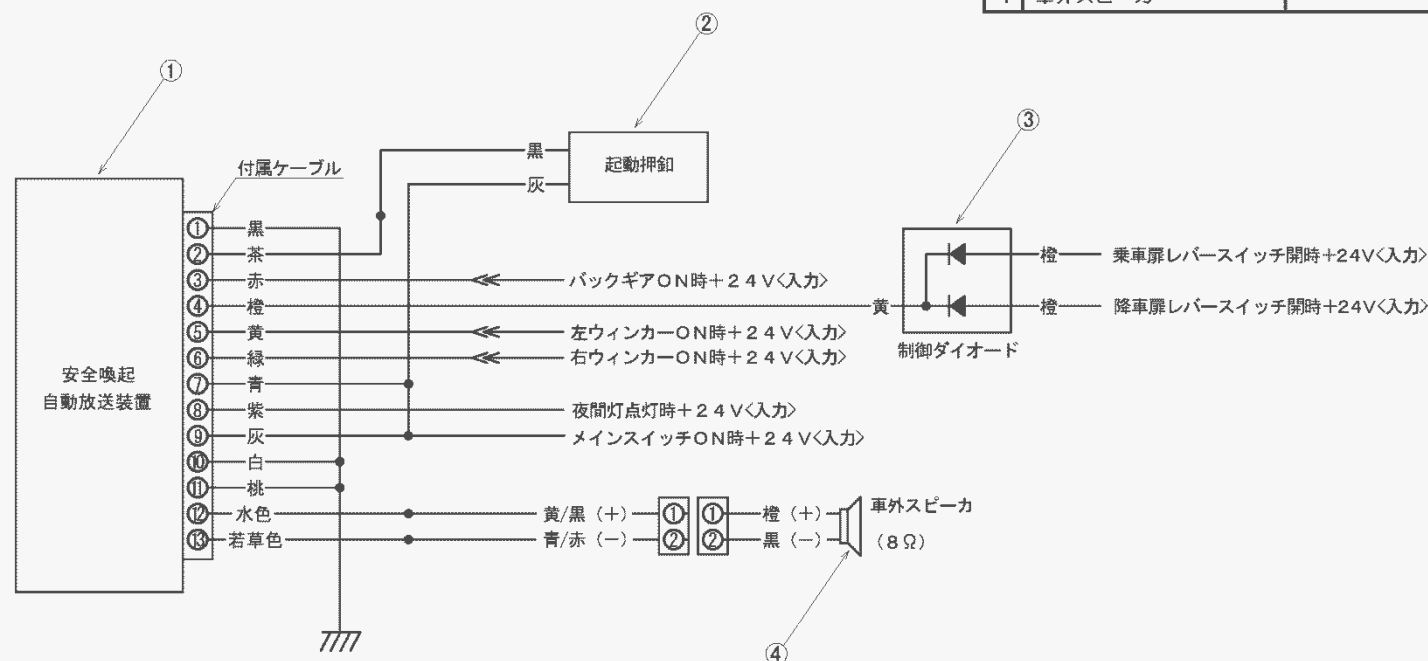 車外スピーカ
②
①
③
付属ケーブル
黒
灰
起動押釦
① 黒
② 茶
③ 赤 バックギアON時+24V<入力>
④ 橙 黄
⑤ 黄 左ウィンカーON時+24V<入力>
⑥ 緑 右ウィンカーON時+24V<入力>
⑦ 青
⑧ 紫 夜間灯点灯時+24V<入力>
⑨ 灰 メインスイッチON時+24V<入力>
⑩ 白
⑪ 桃
⑫ 水色 黄/黒(+) ① ① 橙(+)
⑬ 若草色 青/赤(-) ② ② 黒(-)
安全喚起
自動放送装置
橙 乗車扉レバースイッチ開時+24V<入力>
橙 降車扉レバースイッチ開時+24V<入力>
制御ダイオード
車外スピーカ
(8Ω)
④